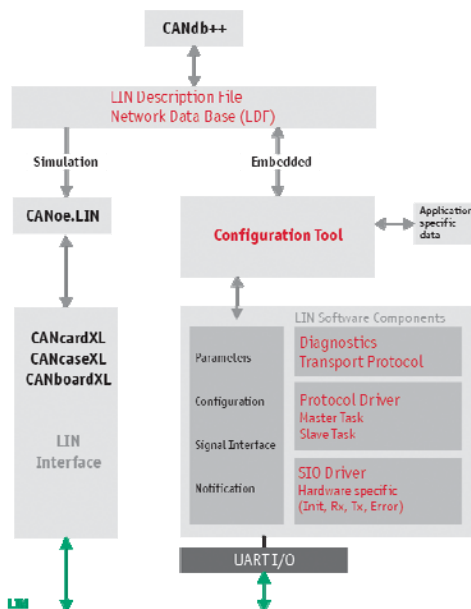 CANdb++
LIN Description File
Network Data Base (LDF)
Simulation
Embedded
CANoe.LIN
Configuration Tool
Application
specific
data
CANcardXL
CANcaseXL
CANboardXL
LIN
Interface
LIN Software Components
Parameters
Configuration
Signal Interface
Notification
Diagnostics
Transport Protocol
Protocol Driver
Master Task
Slave Task
SIO Driver
Hardware specific
(Init, Rx, Tx, Error)
UART I/O
LIN